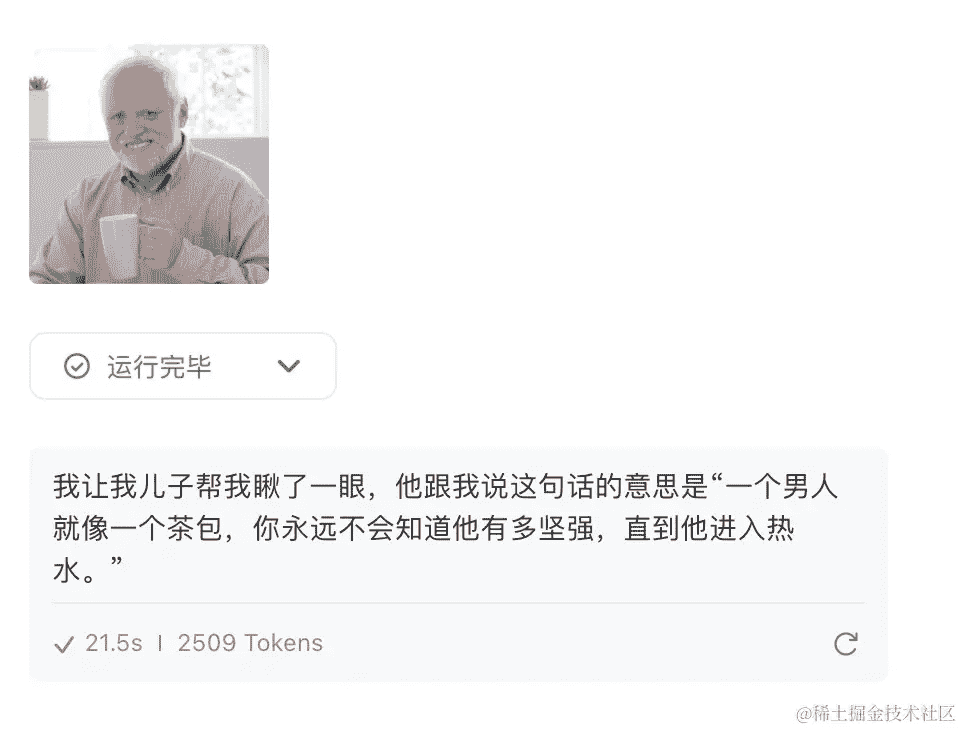 运行完毕
我让我儿子帮我瞅了一眼，他跟我说这句话的意思是“一个男人
就像一个茶包，你永远不会知道他有多坚强，直到他进入热
水。”
21.5s | 2509 Tokens
@稀土掘金技术社区